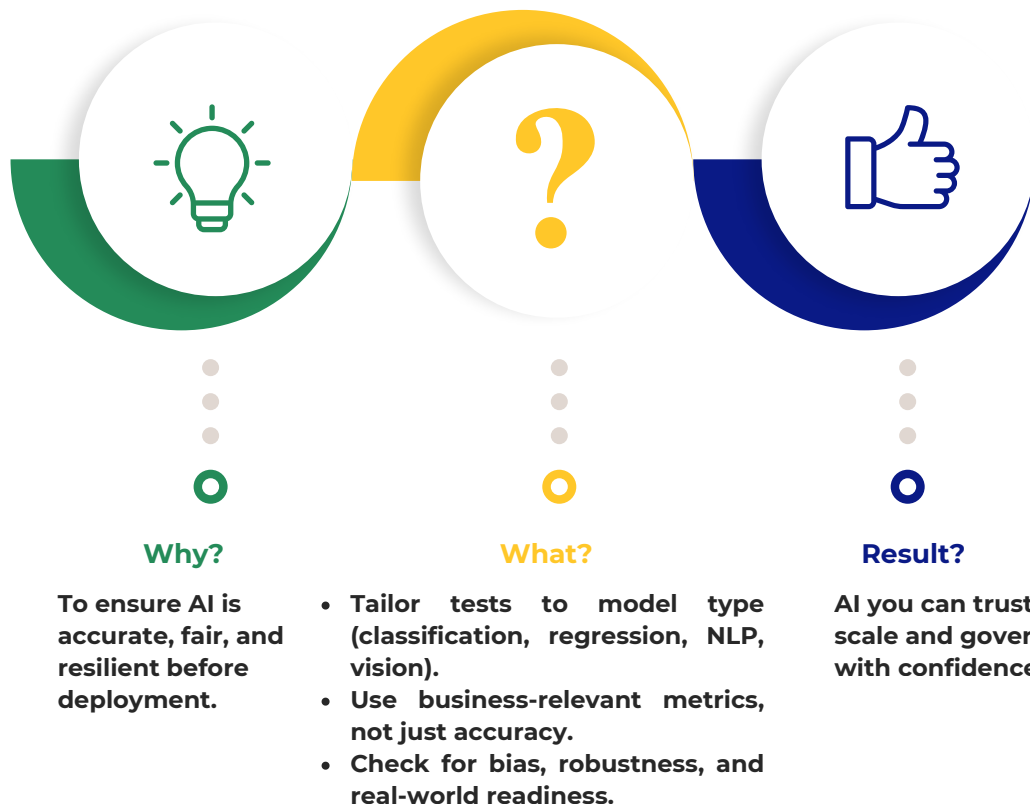 ?
Why?
To ensure AI is
accurate, fair, and
resilient before
deployment.
What?
• Tailor tests to model type
(classification, regression, NLP,
vision).
• Use business-relevant metrics,
not just accuracy.
• Check for bias, robustness, and
real-world readiness.
Result?
AI you can trust
scale and gover
with confidence